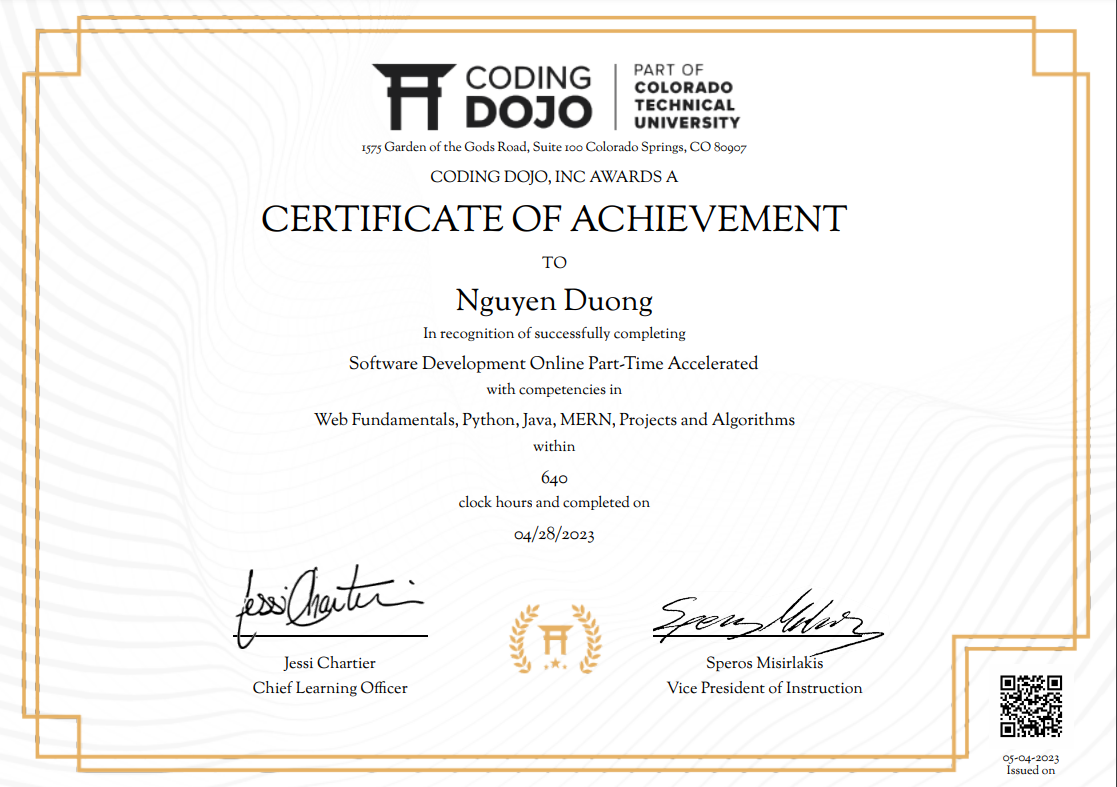 CODING
DOJO
PART OF
COLORADO
TECHNICAL
UNIVERSITY
1575 Garden of the Gods Road, Suite 100 Colorado Springs, CO 80907
CODING DOJO, INC AWARDS A
CERTIFICATE OF ACHIEVEMENT
TO
Nguyen Duong
In recognition of successfully completing
Software Development Online Part-Time Accelerated
with competencies in
Web Fundamentals, Python, Java, MERN, Projects and Algorithms
within
640
clock hours and completed on
04/28/2023
Jessi Chartier
Jessi Chartier
Chief Learning Officer
Speros Misirlakis
Vice President of Instruction
05-04-2023
Issued on